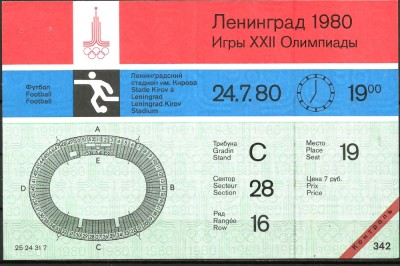 Ленинград 1980
Игры XXII Олимпиады
Футбол
Football
Football
Ленинградский
стадион им. Кирова
Stade Kirov à
Leningrad
Leningrad Kirov
Stadium
24.7.80
19 00
A
B
E
D
B
C
25 24 31 7
Трибуна
Gradin
Stand
C
Место
Place
Seat
19
Сектор
Secteur
Section
28
Цена 7 руб.
Prix
Price
Ряд
Rangée
Row
16
Контроль
342